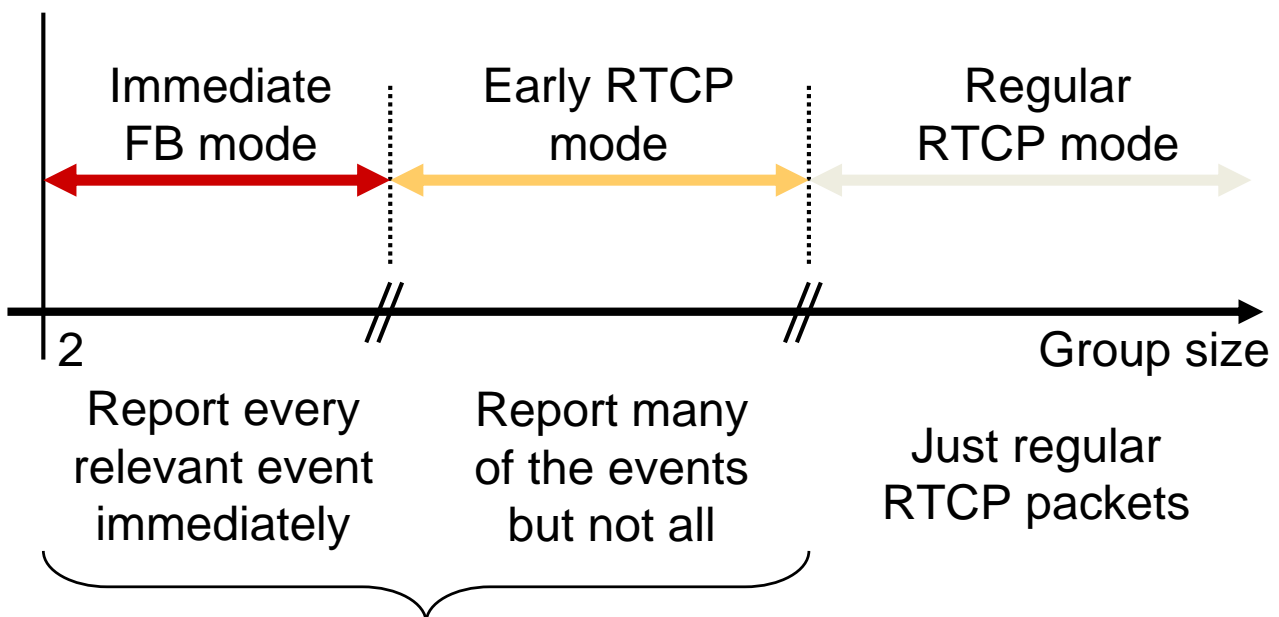 Immediate
FB mode
Early RTCP
mode
Regular
RTCP mode
2
Group size
Report every
relevant event
immediately
Report many
of the events
but not all
Just regular
RTCP packets